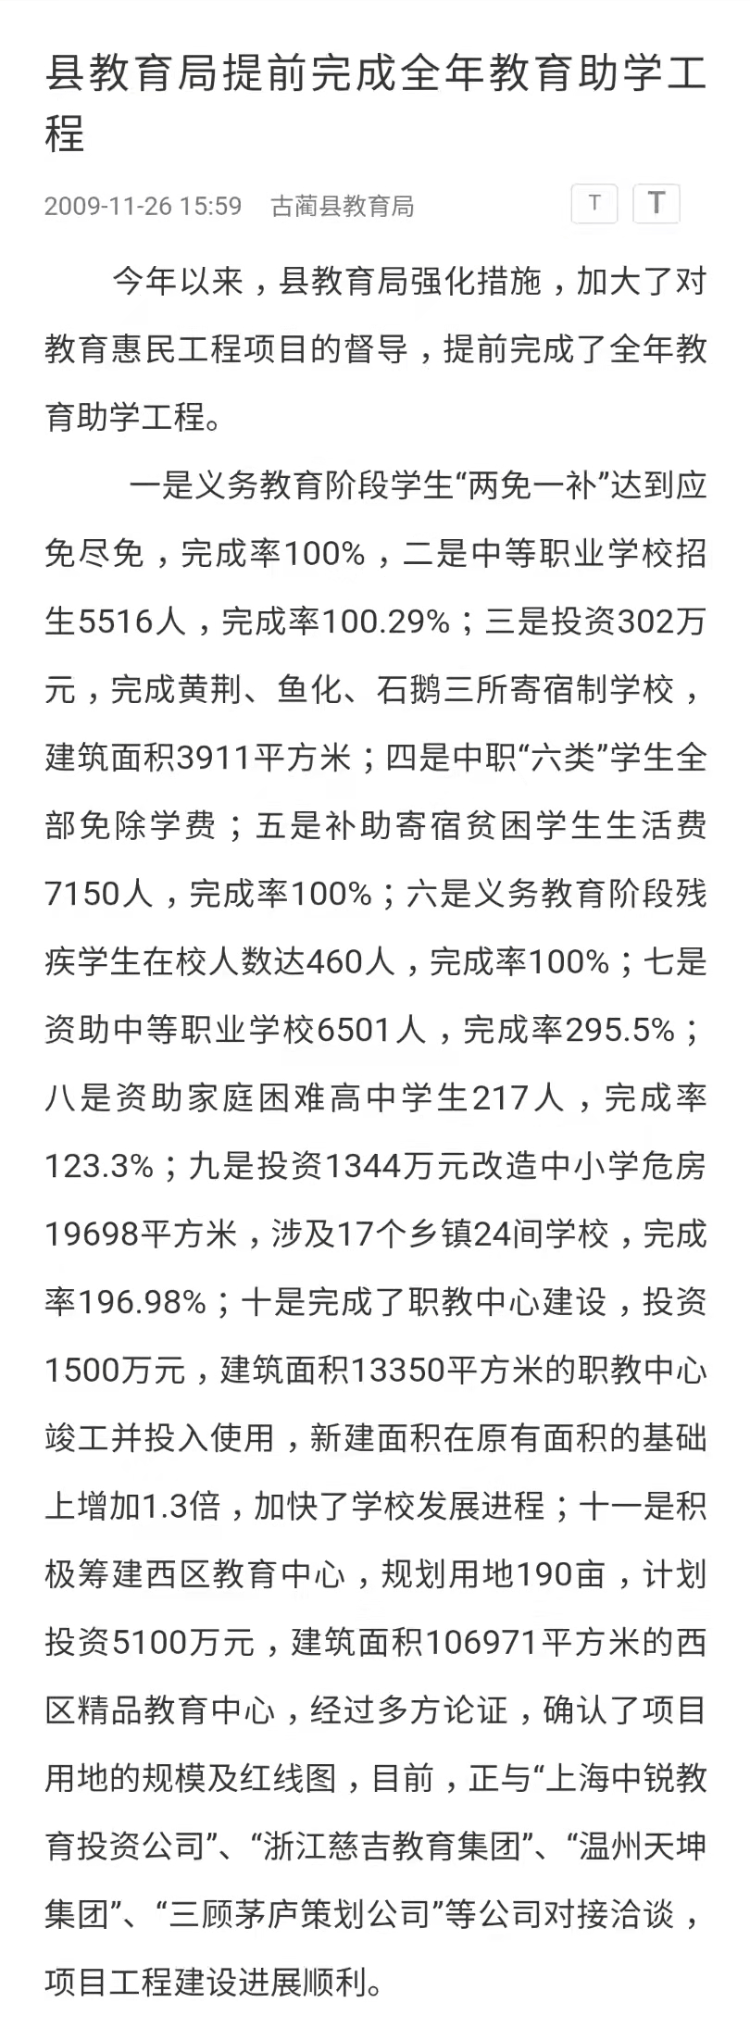 县教育局提前完成全年教育助学工
程
2009-11-26 15:59 古蔺县教育局 T T
今年以来，县教育局强化措施，加大了对
教育惠民工程项目的督导，提前完成了全年教
育助学工程。
一是义务教育阶段学生“两免一补”达到应
免尽免，完成率100%，二是中等职业学校招
生5516人，完成率100.29%；三是投资302万
元，完成黄荆、鱼化、石鹅三所寄宿制学校，
建筑面积3911平方米；四是中职“六类”学生全
部免除学费；五是补助寄宿贫困学生生活费
7150人，完成率100%；六是义务教育阶段残
疾学生在校人数达460人，完成率100%；七是
资助中等职业学校6501人，完成率295.5%；
八是资助家庭困难高中学生217人，完成率
123.3%；九是投资1344万元改造中小学危房
19698平方米，涉及17个乡镇24间学校，完成
率196.98%；十是完成了职教中心建设，投资
1500万元，建筑面积13350平方米的职教中心
竣工并投入使用，新建面积在原有面积的基础
上增加1.3倍，加快了学校发展进程；十一是积
极筹建西区教育中心，规划用地190亩，计划
投资5100万元，建筑面积106971平方米的西
区精品教育中心，经过多方论证，确认了项目
用地的规模及红线图，目前，正与“上海中锐教
育投资公司”、“浙江慈吉教育集团”、“温州天坤
集团”、“三顾茅庐策划公司”等公司对接洽谈，
项目工程建设进展顺利。